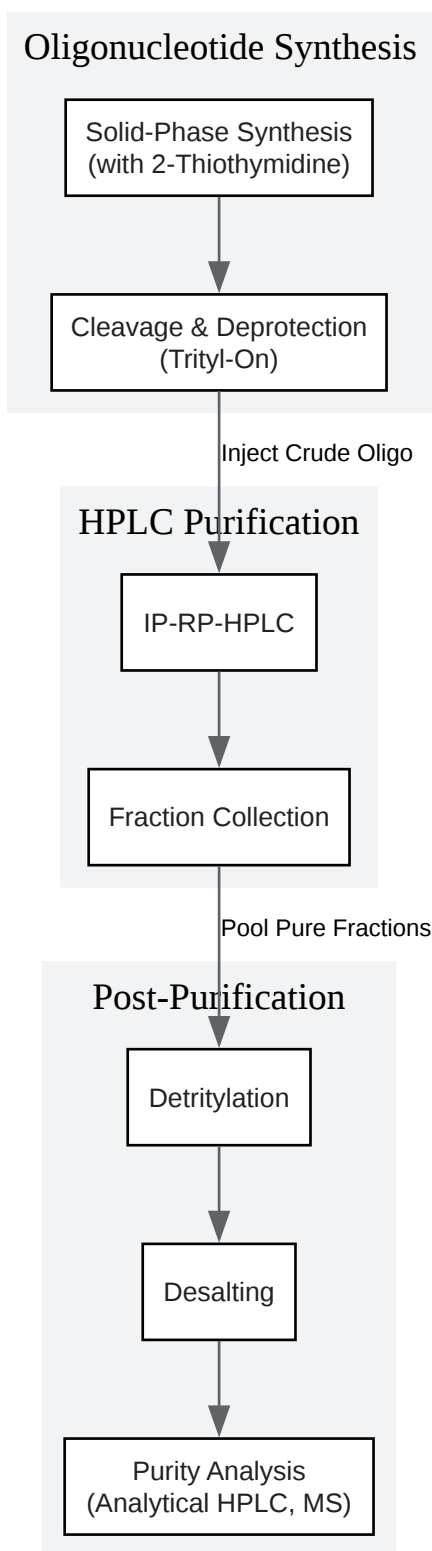 Oligonucleotide Synthesis
Solid-Phase Synthesis
(with 2-Thiothymidine)
Cleavage & Deprotection
(Trityl-On)
Inject Crude Oligo
HPLC Purification
IP-RP-HPLC
Fraction Collection
Pool Pure Fractions
Post-Purification
Detritylation
Desalting
Purity Analysis
(Analytical HPLC, MS)